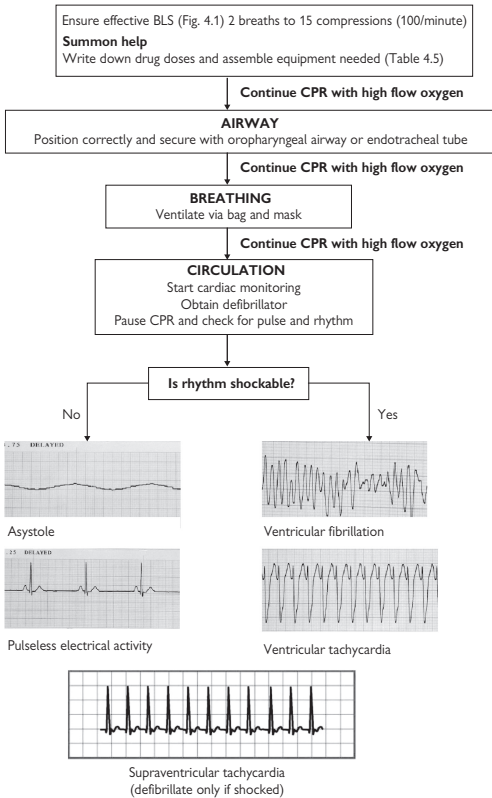 Ensure effective BLS (Fig. 4.1) 2 breaths to 15 compressions (100/minute)
Summon help
Write down drug doses and assemble equipment needed (Table 4.5)
Continue CPR with high flow oxygen
AIRWAY
Position correctly and secure with oropharyngeal airway or endotracheal tube
Continue CPR with high flow oxygen
BREATHING
Ventilate via bag and mask
Continue CPR with high flow oxygen
CIRCULATION
Start cardiac monitoring
Obtain defibrillator
Pause CPR and check for pulse and rhythm
Is rhythm shockable?
No
Yes
. 75 DELAYED
Asystole
Ventricular fibrillation
25 DELAYED
Pulseless electrical activity
Ventricular tachycardia
Supraventricular tachycardia
(defibrillate only if shocked)